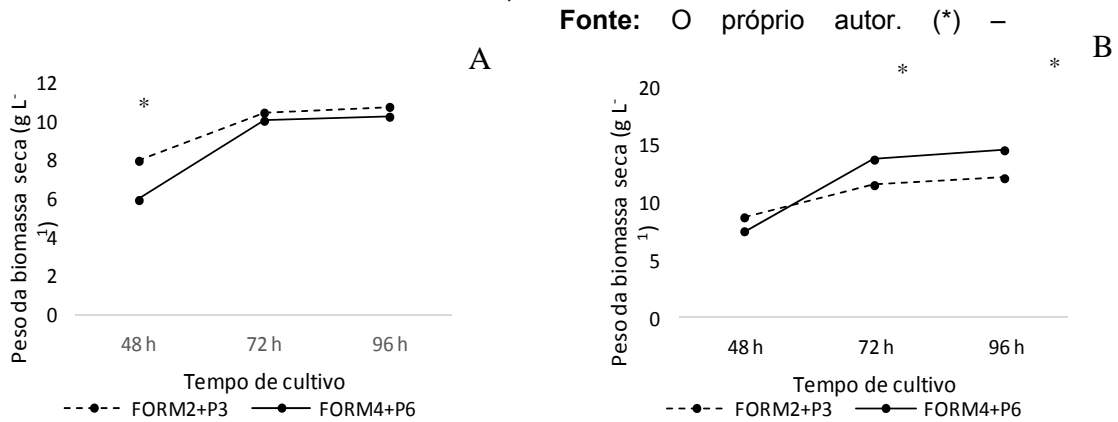 Fonte: O próprio autor. (*) –
A
Peso da biomassa seca (g L-
1)
12
10
8
6
4
2
0
*
48 h 72 h 96 h
Tempo de cultivo
FORM2+P3 FORM4+P6
B
Peso da biomassa seca (g L-
1)
20
15
10
5
0
* *
48 h 72 h 96 h
Tempo de cultivo
FORM2+P3 FORM4+P6